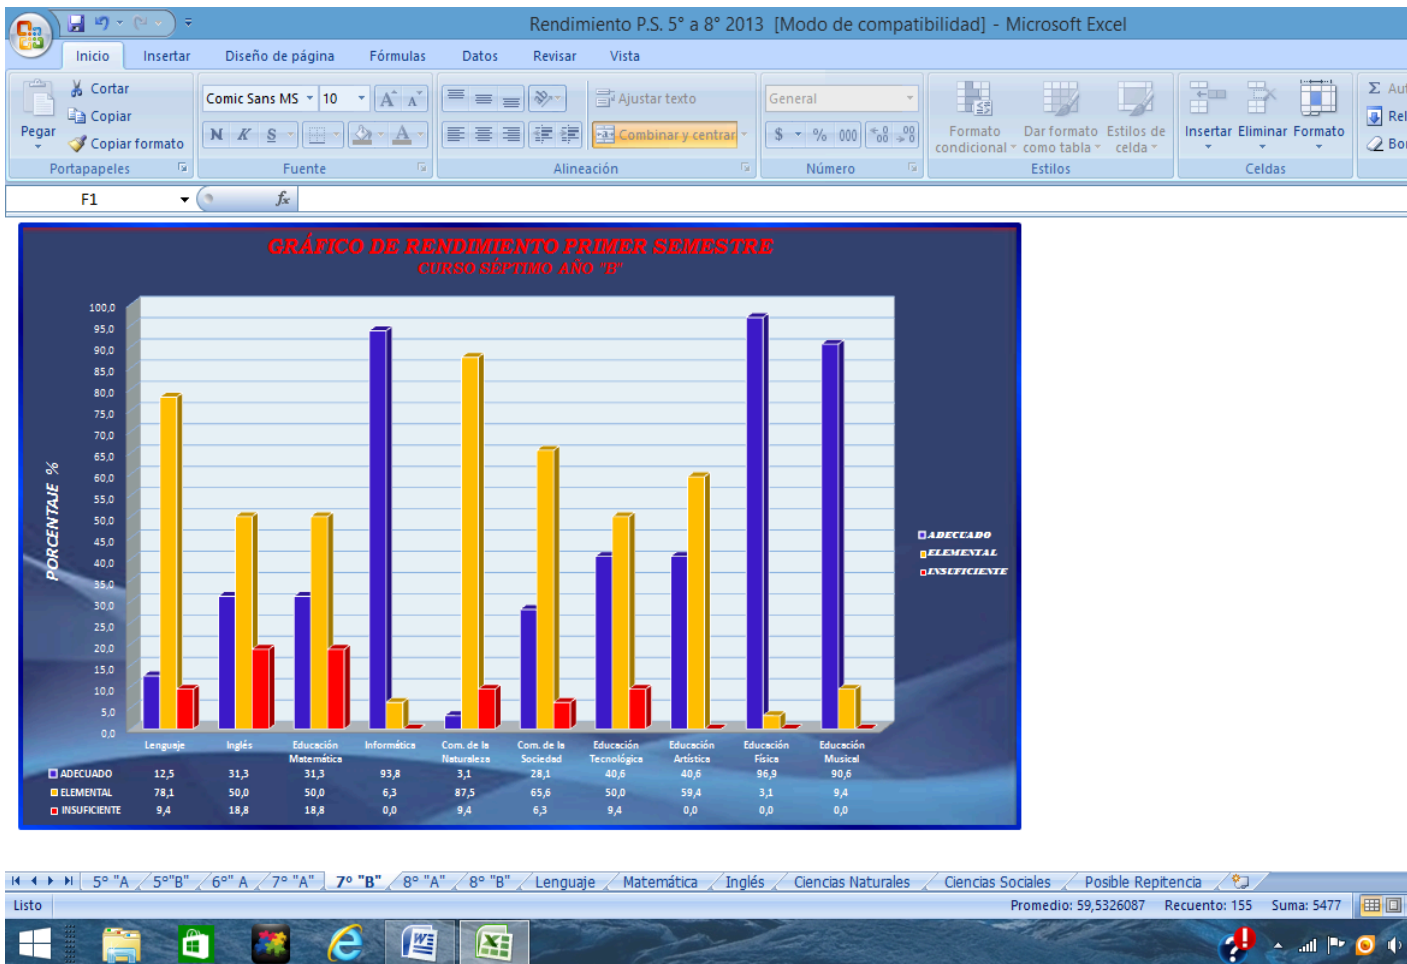 Rendimiento P.S. 5° a 8° 2013 [Modo de compatibilidad] - Microsoft Excel
Inicio Insertar Diseño de página Fórmulas Datos Revisar Vista
Cortar
Copiar
Copiar formato
Pegar
Portapapeles
Comic Sans MS 10
N K S
Fuente
Ajustar texto
Combinar y centrar
Alineación
General
$ % 000
Número
Formato condicional
Dar formato como tabla
Estilos de celda
Estilos
Insertar Eliminar Formato
Celdas
Σ
F1 fx
GRÁFICO DE RENDIMIENTO PRIMER SEMESTRE
CURSO SÉPTIMO AÑO "B"
PORCENTAJE %
100,0
95,0
90,0
85,0
80,0
75,0
70,0
65,0
60,0
55,0
50,0
45,0
40,0
35,0
30,0
25,0
20,0
15,0
10,0
5,0
0,0
ADECUADO
ELEMENTAL
INSUFICIENTE
Lenguaje Inglés Educación Matemática Informática Com. de la Naturaleza Com. de la Sociedad Educación Tecnológica Educación Artística Educación Física Educación Musical
ADECUADO 12,5 31,3 31,3 93,8 3,1 28,1 40,6 40,6 96,9 90,6
ELEMENTAL 78,1 50,0 50,0 6,3 87,5 65,6 50,0 59,4 3,1 9,4
INSUFICIENTE 9,4 18,8 18,8 0,0 9,4 6,3 9,4 0,0 0,0 0,0
5° "A 5°"B" 6°" A 7° "A" 7° "B" 8° "A" 8° "B" Lenguaje Matemática Inglés Ciencias Naturales Ciencias Sociales Posible Repitencia
Listo Promedio: 59,5326087 Recuento: 155 Suma: 5477